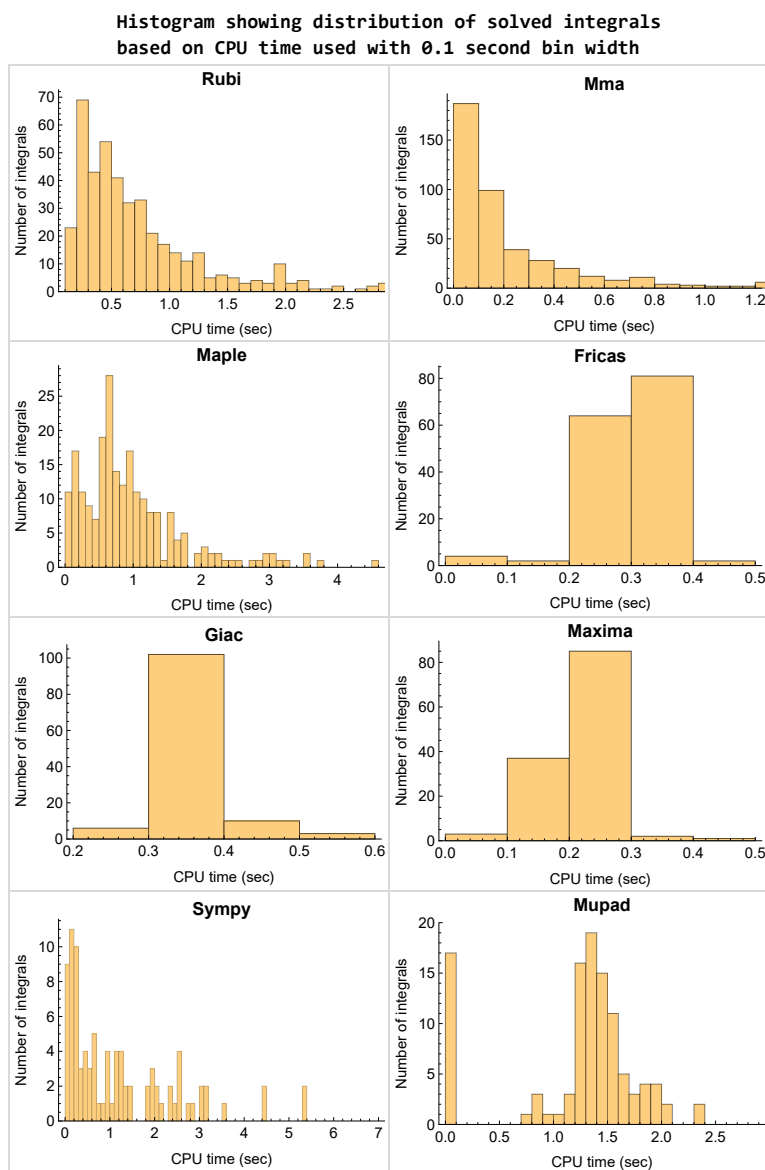 Histogram showing distribution of solved integrals
based on CPU time used with 0.1 second bin width
Rubi
Number of integrals
70
60
50
40
30
20
10
0
0.5 1.0 1.5 2.0 2.5
CPU time (sec)
Mma
Number of integrals
150
100
50
0
0.0 0.2 0.4 0.6 0.8 1.0 1.2
CPU time (sec)
Maple
Number of integrals
25
20
15
10
5
0
0 1 2 3 4
CPU time (sec)
Fricas
Number of integrals
80
60
40
20
0
0.0 0.1 0.2 0.3 0.4 0.5
CPU time (sec)
Giac
Number of integrals
100
80
60
40
20
0
0.2 0.3 0.4 0.5 0.6
CPU time (sec)
Maxima
Number of integrals
80
60
40
20
0
0.0 0.1 0.2 0.3 0.4 0.5
CPU time (sec)
Sympy
Number of integrals
10
8
6
4
2
0
0 1 2 3 4 5 6 7
CPU time (sec)
Mupad
Number of integrals
20
15
10
5
0
0.0 0.5 1.0 1.5 2.0 2.5
CPU time (sec)